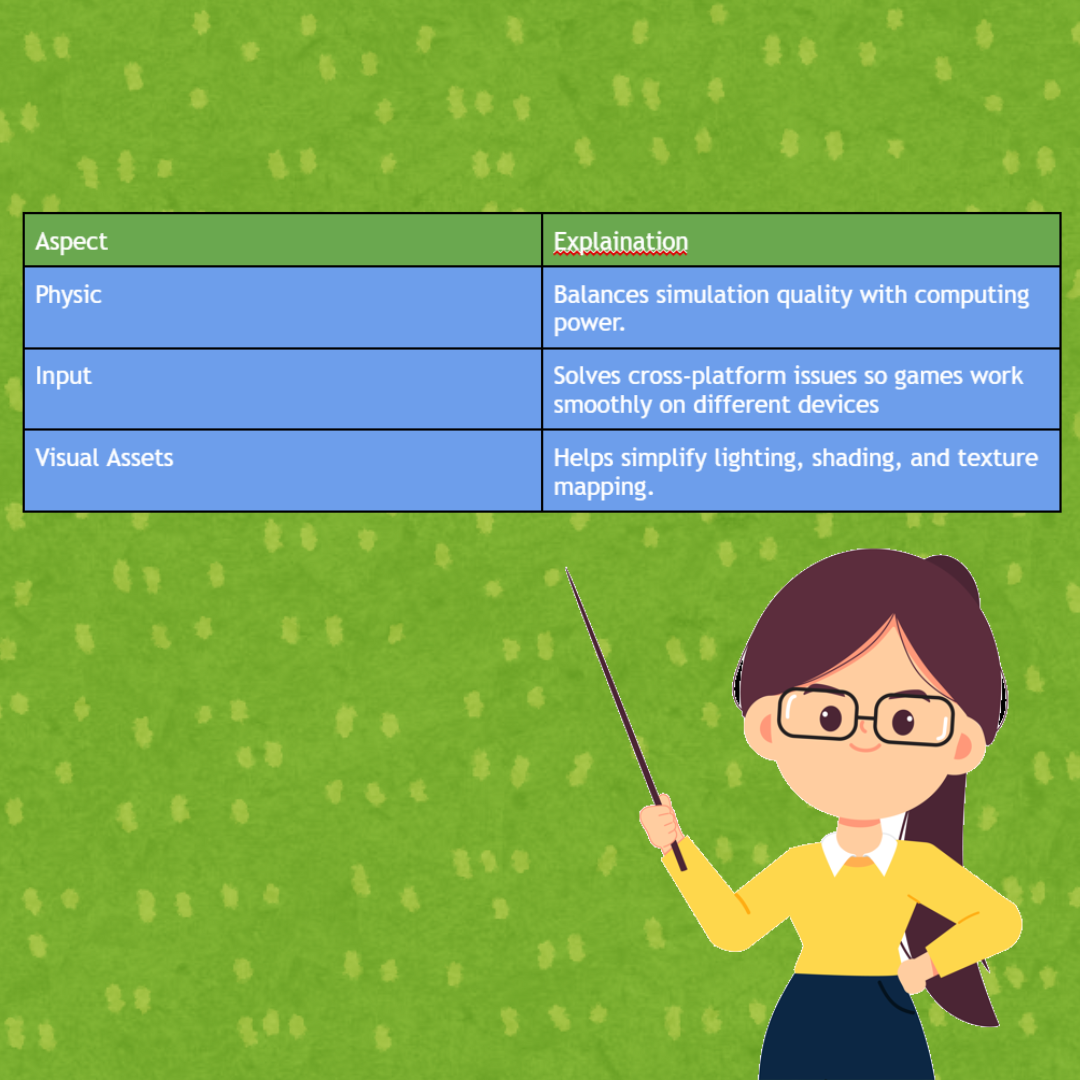 Aspect
Explaination
Physic
Balances simulation quality with computing
power.
Input
Solves cross-platform issues so games work
smoothly on different devices
Visual Assets
Helps simplify lighting, shading, and texture
mapping.